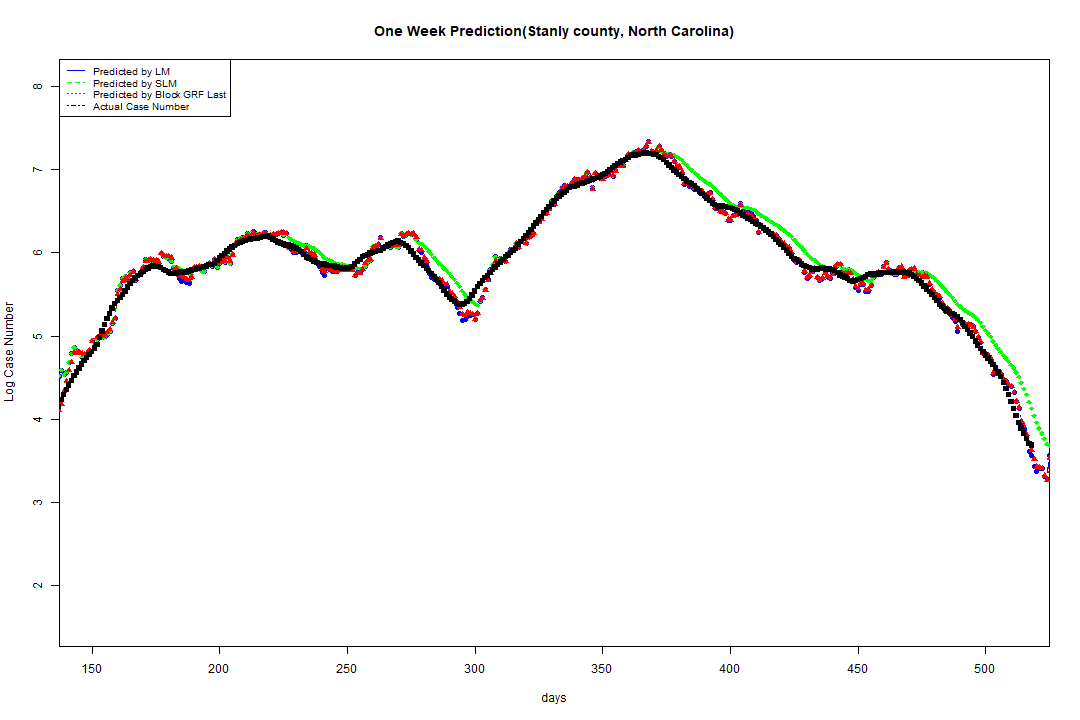 One Week Prediction(Stanly county, North Carolina)
Predicted by LM
Predicted by SLM
Predicted by Block GRF Last
Actual Case Number
8
7
6
5
4
3
2
Log Case Number
150 200 250 300 350 400 450 500
days